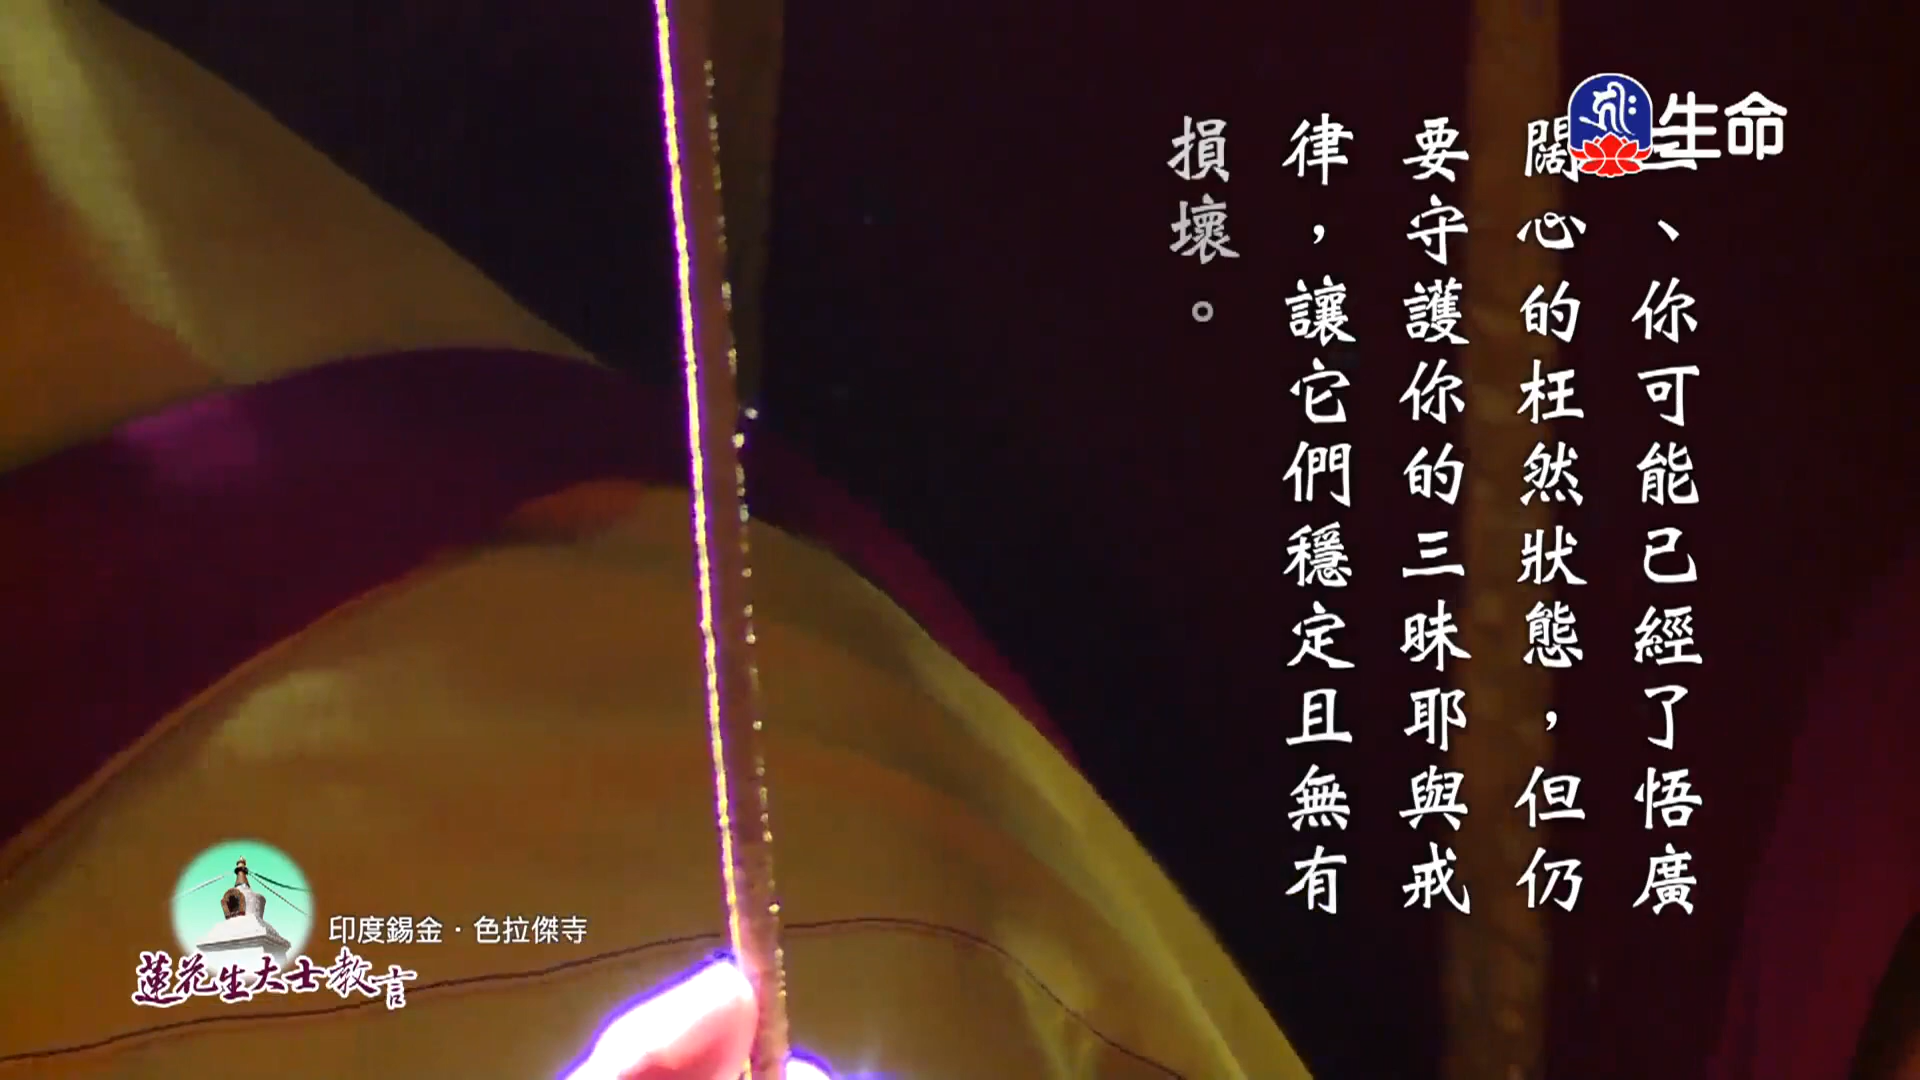 、你可能已經了悟廣
闊心的枉然狀態，但仍
要守護你的三昧耶與戒
律，讓它們穩定且無有
損壞。
生命
印度錫金·色拉傑寺
蓮花生大士教言